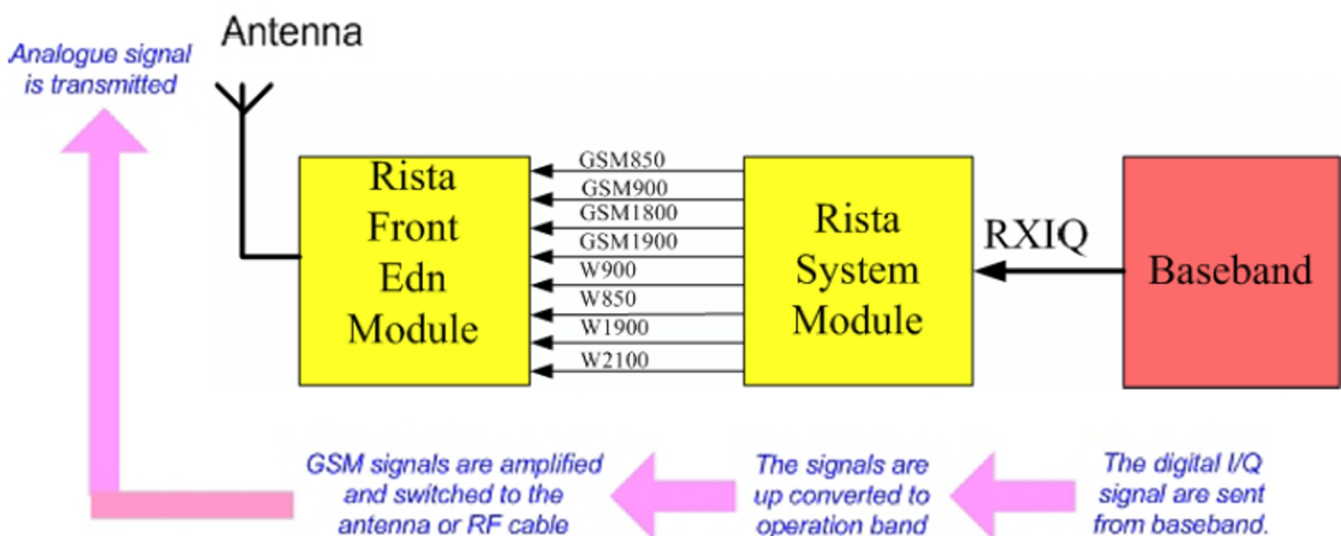 Antenna
Analogue signal
is transmitted
Rista
Front
Edn
Module
GSM850
GSM900
GSM1800
GSM1900
W900
W850
W1900
W2100
Rista
System
Module
RXIQ
Baseband
GSM signals are amplified
and switched to the
antenna or RF cable
The signals are
up converted to
operation band
The digital I/Q
signal are sent
from baseband.